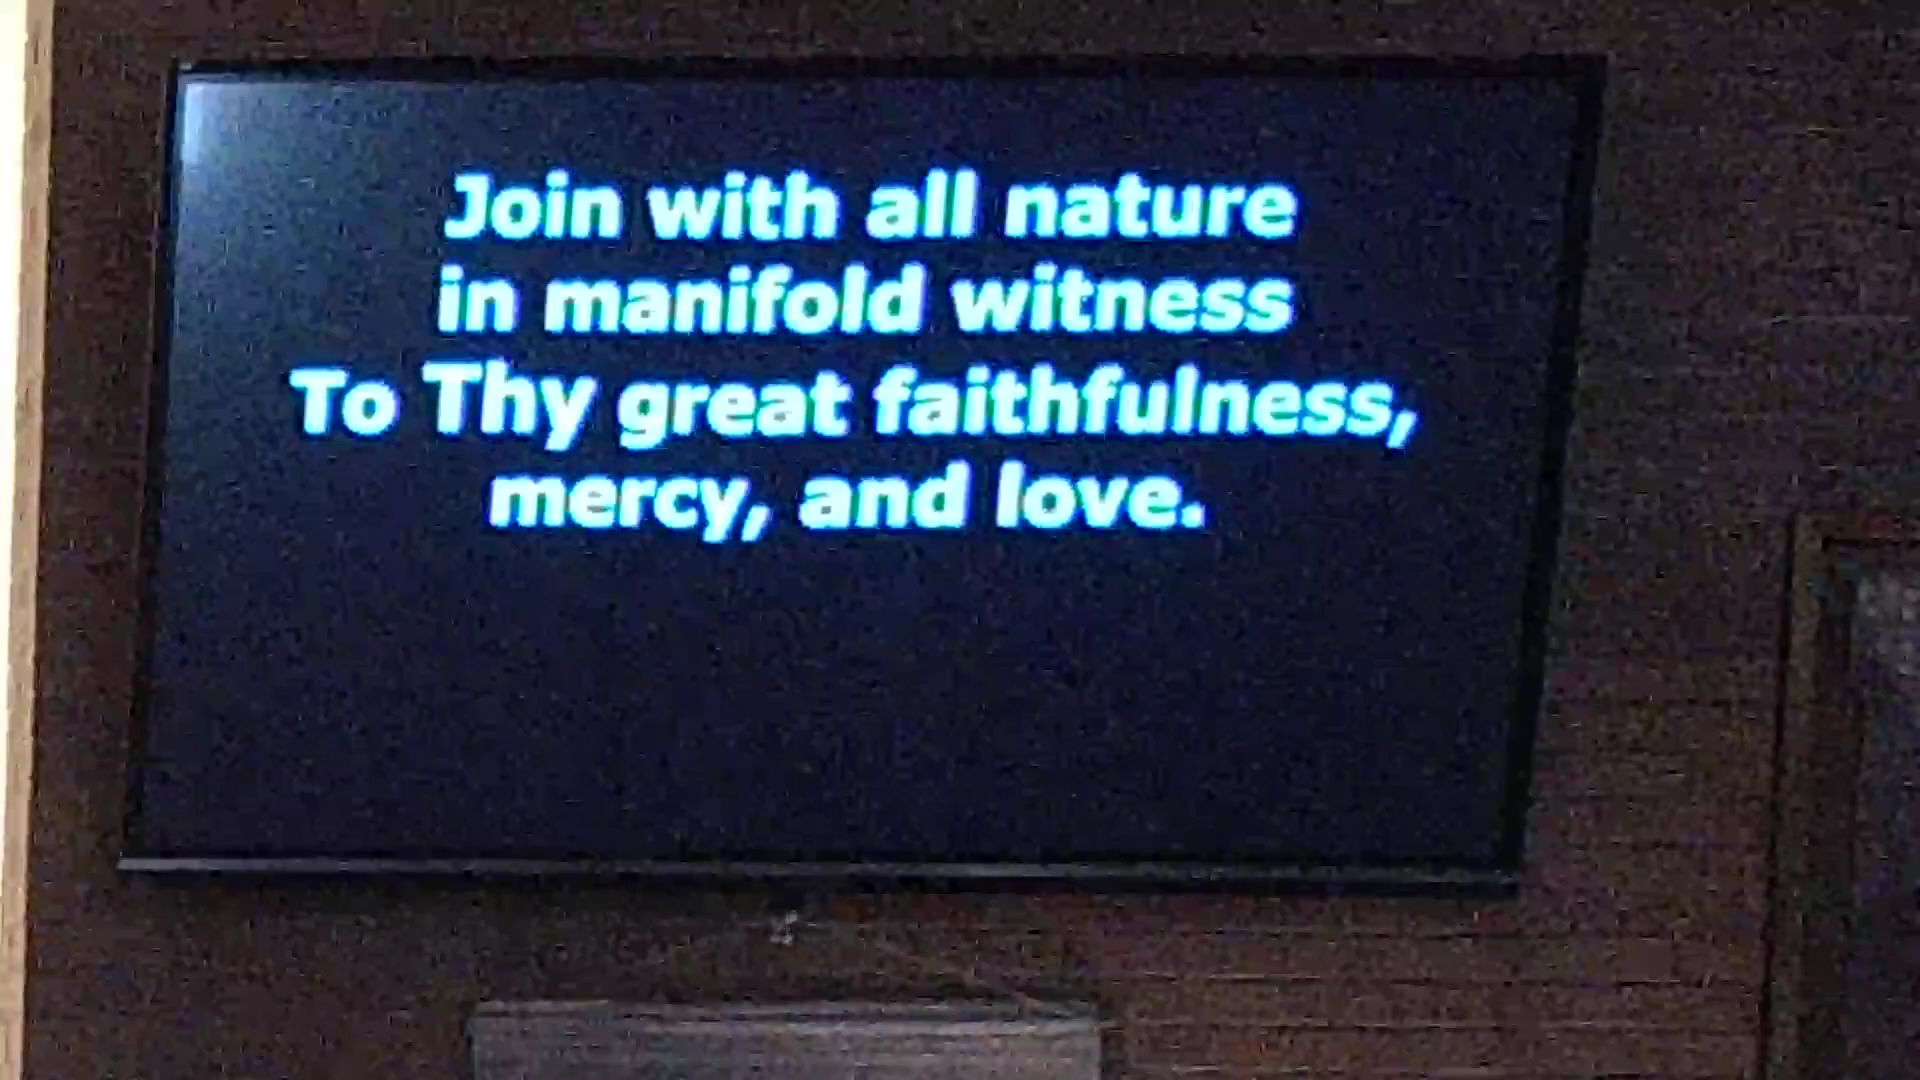 Join with all nature
in manifold witness
To Thy great faithfulness,
mercy, and love.